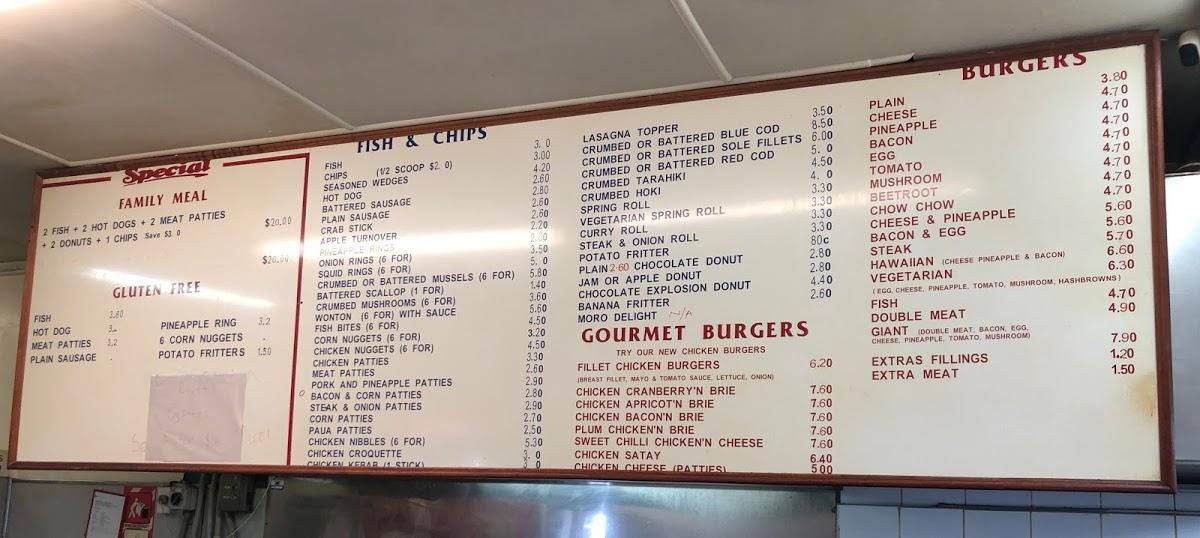 Special
FAMILY MEAL
2 FISH + 2 HOT DOGS + 2 MEAT PATTIES $20.00
+ 2 DONUTS + 1 CHIPS Save $3. 0
$20.00
GLUTEN FREE
FISH 3.80
HOT DOG 3..
MEAT PATTIES 3.2
PLAIN SAUSAGE .
PINEAPPLE RING 3.2
6 CORN NUGGETS .
POTATO FRITTERS 1.50
FISH & CHIPS
FISH 3. 0
CHIPS (1/2 SCOOP $2. 0) 3.00
SEASONED WEDGES 4.20
HOT DOG 2.60
BATTERED SAUSAGE 2.80
PLAIN SAUSAGE 2.60
CRAB STICK 2.60
APPLE TURNOVER 2.20
PINEAPPLE RINGS 2.80
ONION RINGS (6 FOR) 3.50
SQUID RINGS (6 FOR) 5. 0
CRUMBED OR BATTERED MUSSELS (6 FOR) 5.80
BATTERED SCALLOP (1 FOR) 1.40
CRUMBED MUSHROOMS (6 FOR) 3.60
WONTON (6 FOR) WITH SAUCE 5.60
FISH BITES (6 FOR) 4.50
CORN NUGGETS (6 FOR) 3.20
CHICKEN NUGGETS (6 FOR) 4.50
CHICKEN PATTIES 3.30
MEAT PATTIES 2.60
PORK AND PINEAPPLE PATTIES 2.90
BACON & CORN PATTIES 2.80
STEAK & ONION PATTIES 2.90
CORN PATTIES 2.70
PAUA PATTIES 2.50
CHICKEN NIBBLES (6 FOR) 5.30
CHICKEN CROQUETTE 3. 0
CHICKEN KEBAB (1 STICK) 3 0
LASAGNA TOPPER 3.50
CRUMBED OR BATTERED BLUE COD 8.50
CRUMBED OR BATTERED SOLE FILLETS 6.00
CRUMBED OR BATTERED RED COD 5. 0
CRUMBED TARAHIKI 4.50
CRUMBED HOKI 4. 0
SPRING ROLL 3.30
VEGETARIAN SPRING ROLL 3.30
CURRY ROLL 3.30
STEAK & ONION ROLL 3.30
POTATO FRITTER 80c
PLAIN 2-60 CHOCOLATE DONUT 2.80
JAM OR APPLE DONUT 2.80
CHOCOLATE EXPLOSION DONUT 4.40
BANANA FRITTER 2.60
MORO DELIGHT N/A
GOURMET BURGERS
TRY OUR NEW CHICKEN BURGERS
FILLET CHICKEN BURGERS 6.20
(BREAST FILLET, MAYO & TOMATO SAUCE, LETTUCE, ONION)
CHICKEN CRANBERRY'N BRIE 7.60
CHICKEN APRICOT'N BRIE 7.60
CHICKEN BACON'N BRIE 7.60
PLUM CHICKEN'N BRIE 7.60
SWEET CHILLI CHICKEN'N CHEESE 7.60
CHICKEN SATAY 6.40
CHICKEN CHEESE (PATTIES) 5 00
BURGERS
PLAIN 3.80
CHEESE 4.70
PINEAPPLE 4.70
BACON 4.70
EGG 4.70
TOMATO 4.70
MUSHROOM 4.70
BEETROOT 4.70
CHOW CHOW 4.70
CHEESE & PINEAPPLE 5.60
BACON & EGG 5.60
STEAK 5.70
HAWAIIAN (CHEESE PINEAPPLE & BACON) 6.60
VEGETARIAN 6.30
(EGG, CHEESE, PINEAPPLE, TOMATO, MUSHROOM, HASHBROWNS)
FISH 4.70
DOUBLE MEAT 4.90
GIANT (DOUBLE MEAT, BACON, EGG,
CHEESE, PINEAPPLE, TOMATO, MUSHROOM) 7.90
EXTRAS FILLINGS 1.20
EXTRA MEAT 1.50